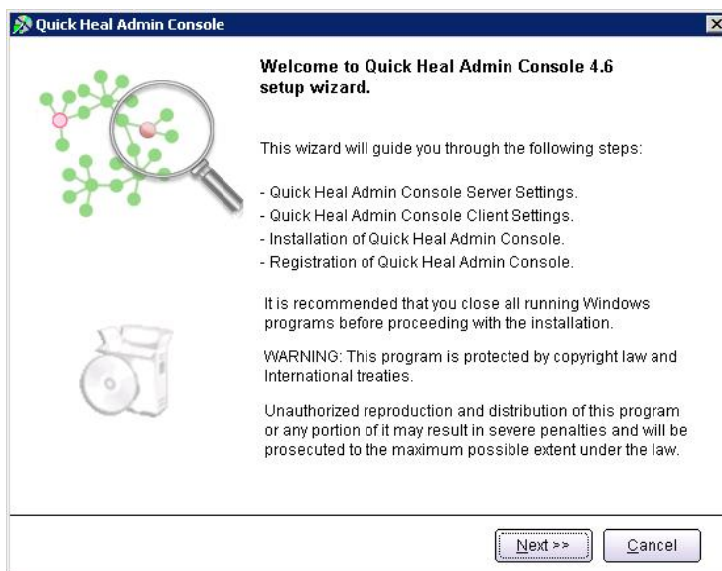 Quick Heal Admin Console
Welcome to Quick Heal Admin Console 4.6
setup wizard.
This wizard will guide you through the following steps:
- Quick Heal Admin Console Server Settings.
- Quick Heal Admin Console Client Settings.
- Installation of Quick Heal Admin Console.
- Registration of Quick Heal Admin Console.
It is recommended that you close all running Windows
programs before proceeding with the installation.
WARNING: This program is protected by copyright law and
International treaties.
Unauthorized reproduction and distribution of this program
or any portion of it may result in severe penalties and will be
prosecuted to the maximum possible extent under the law.
Next >>
Cancel